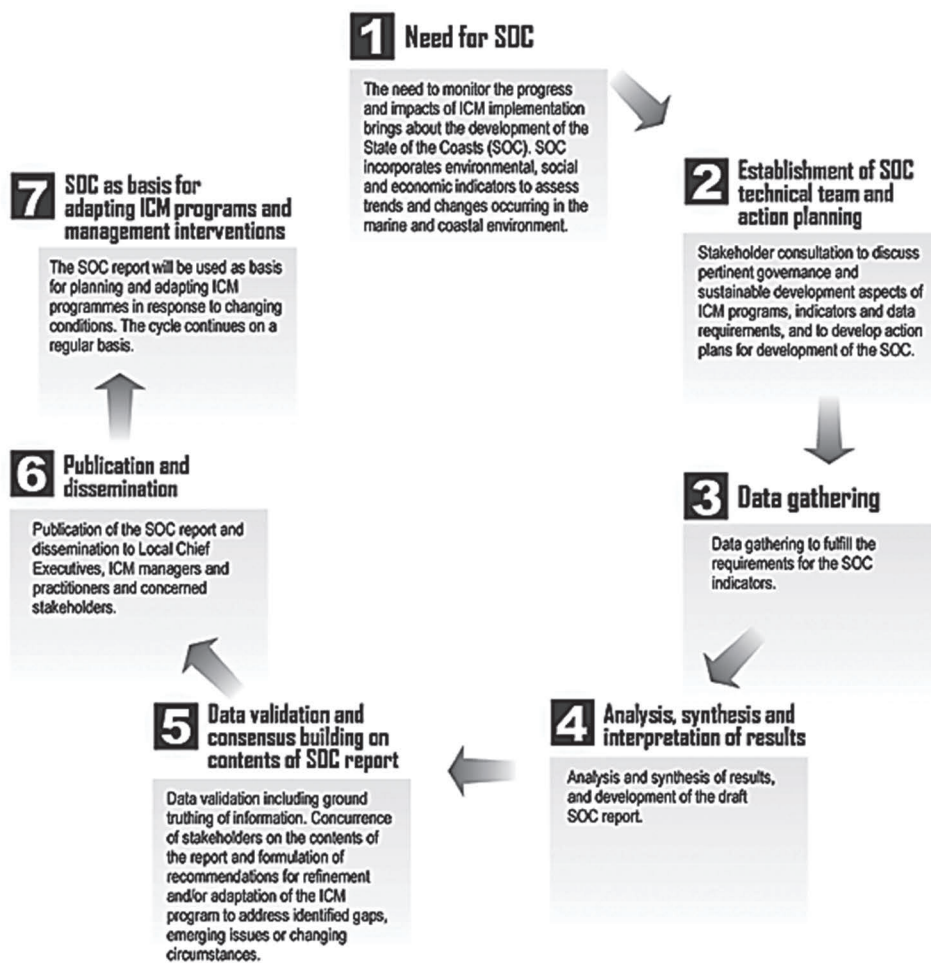 1 Need for SOC
The need to monitor the progress
and impacts of ICM implementation
brings about the development of the
State of the Coasts (SOC). SOC
incorporates environmental, social
and economic indicators to assess
trends and changes occurring in the
marine and coastal environment.
2 Establishment of SOC
technical team and
action planning
Stakeholder consultation to discuss
pertinent governance and
sustainable development aspects of
ICM programs, indicators and data
requirements, and to develop action
plans for development of the SOC.
3 Data gathering
Data gathering to fulfill the
requirements for the SOC
indicators.
4 Analysis, synthesis and
interpretation of results
Analysis and synthesis of results,
and development of the draft
SOC report.
5 Data validation and
consensus building on
contents of SOC report
Data validation including ground
truthing of information. Concurrence
of stakeholders on the contents of
the report and formulation of
recommendations for refinement
and/or adaptation of the ICM
program to address identified gaps,
emerging issues or changing
circumstances.
6 Publication and
dissemination
Publication of the SOC report and
dissemination to Local Chief
Executives, ICM managers and
practitioners and concerned
stakeholders.
7 SOC as basis for
adapting ICM programs and
management interventions
The SOC report will be used as basis
for planning and adapting ICM
programmes in response to changing
conditions. The cycle continues on a
regular basis.